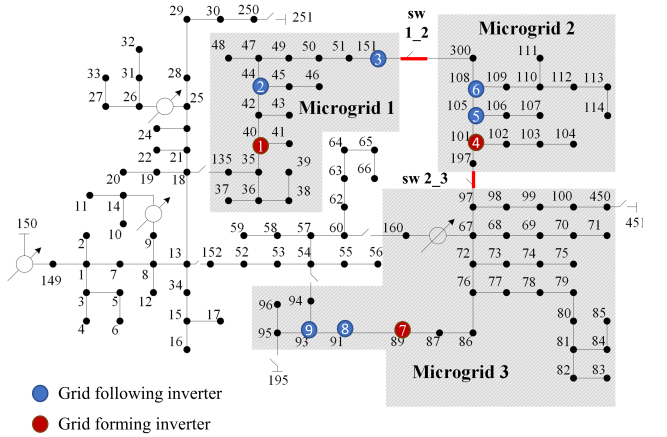 29 30 250 251
sw
1_2
Microgrid 2
32
48 47 49 50 51 151 3
300
111
33 31 28
44 45 46
2
108 109 110 112 113
6
27 26 25
42 43
Microgrid 1
105 106 107 114
5
24
40 41
1
101 102 103 104
4
64 65
22 21
197
20 19 18 135 35 39
63 66
sw 2_3
11 14
37 36 38
62
97 98 99 100 450
451
150
10
2 9
59 58 57 60 160
67 68 69 70 71
149 1 7 8 13 152 52 53 54 55 56
72 73 74 75
3 5 12 34
76 77 78 79
96 94
4 6 15 17
80 85
95 93 9 91 8 89 7 87 86
16
81 84
195
Microgrid 3
82 83
Grid following inverter
Grid forming inverter